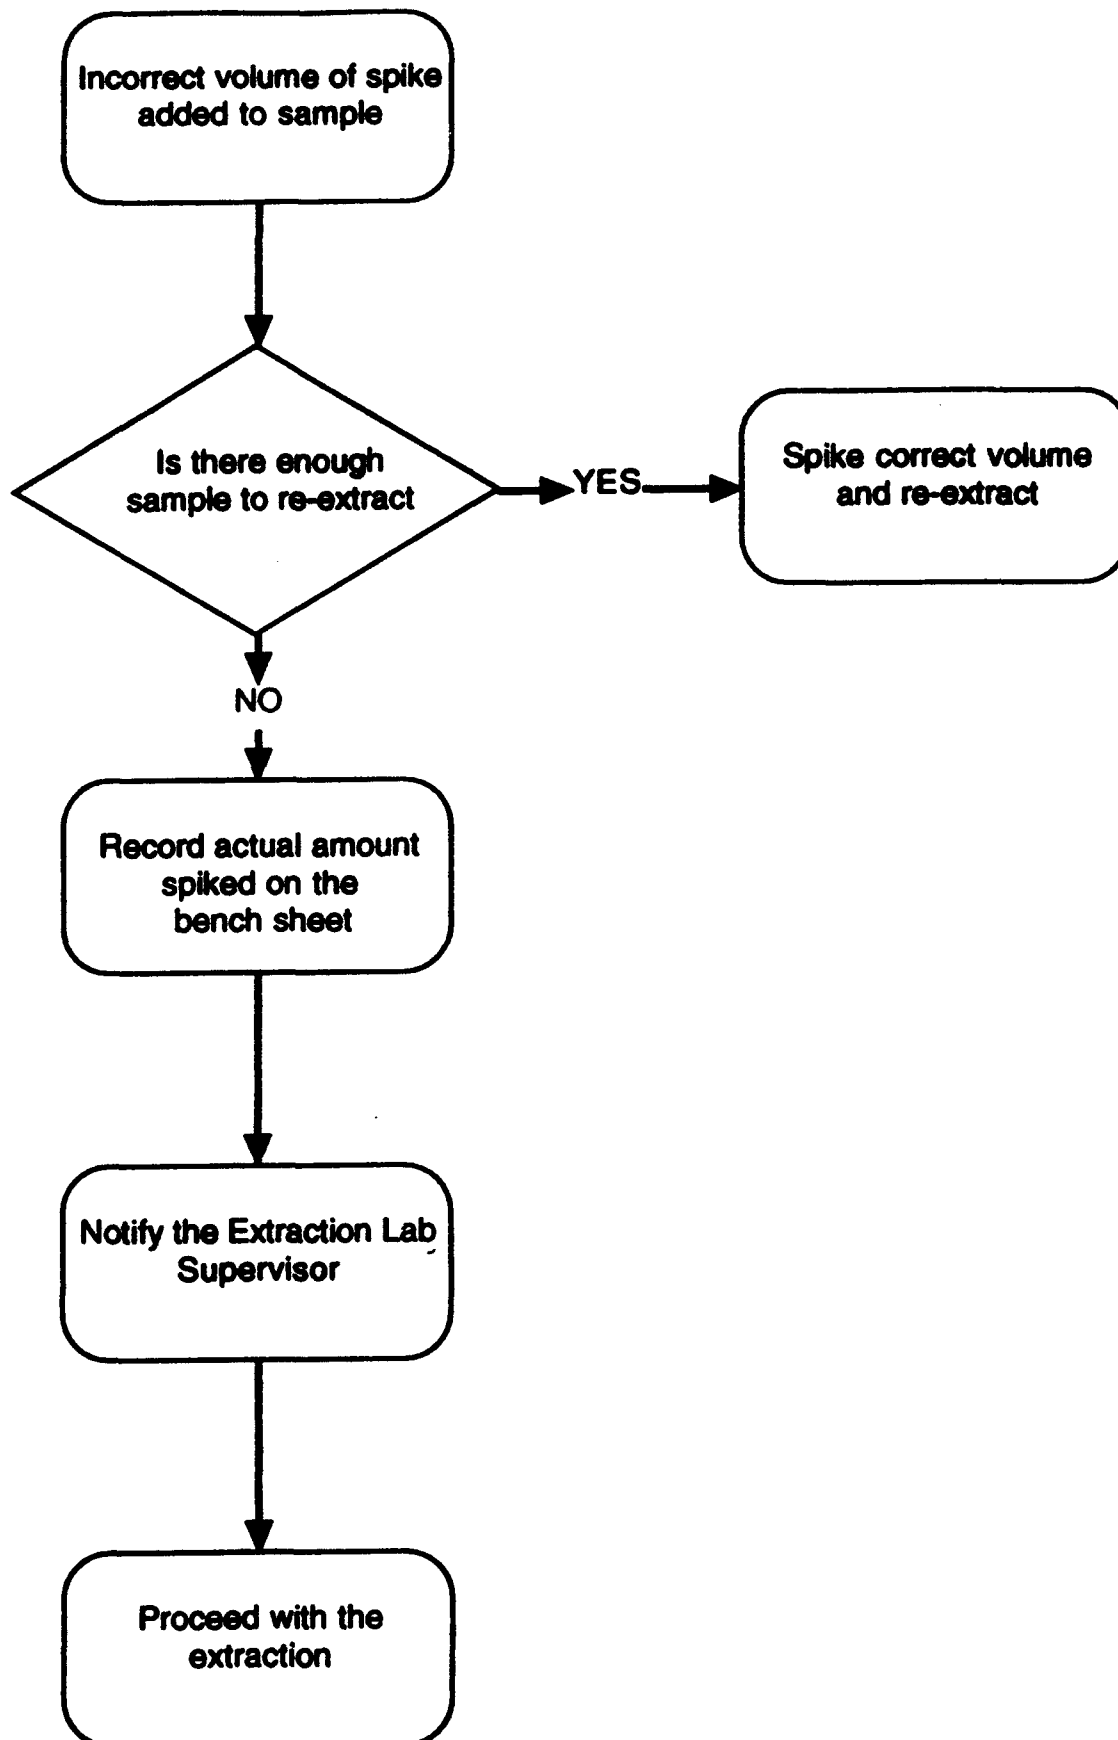 Incorrect volume of spike
added to sample
Is there enough
sample to re-extract
YES
Spike correct volume
and re-extract
NO
Record actual amount
spiked on the
bench sheet
Notify the Extraction Lab
Supervisor
Proceed with the
extraction